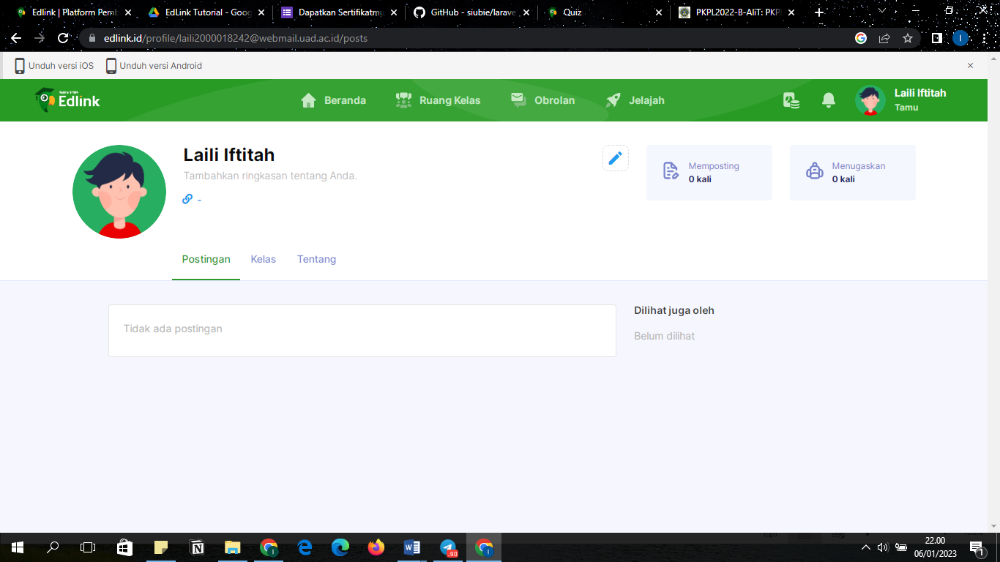 Edlink | Platform Pemb
EdLink Tutorial - Goog
Dapatkan Sertifikatmu
GitHub - siubie/larave
Quiz
PKPL2022-B-AliT: PKPL
edlink.id/profile/laili2000018242@webmail.uad.ac.id/posts
Unduh versi iOS
Unduh versi Android
SEVIMA
Edlink
Beranda
Ruang Kelas
Obrolan
Jelajah
Laili Iftitah
Tamu
Laili Iftitah
Tambahkan ringkasan tentang Anda.
-
Memposting
0 kali
Menugaskan
0 kali
Postingan
Kelas
Tentang
Tidak ada postingan
Dilihat juga oleh
Belum dilihat
22.00
06/01/2023